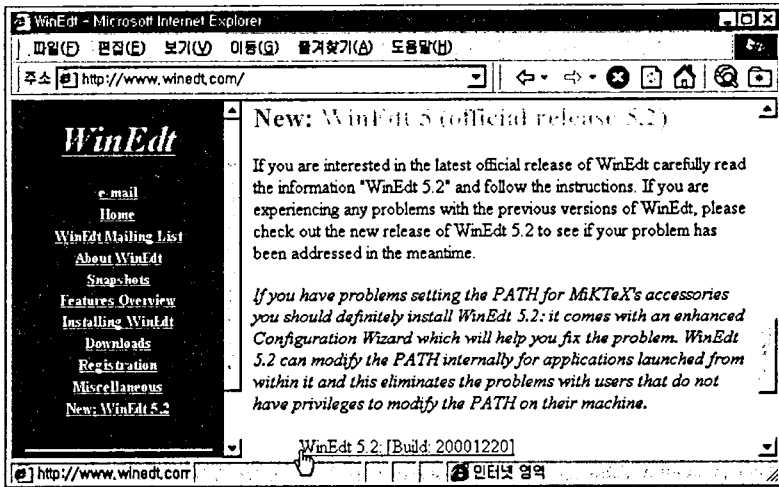 WinEdt - Microsoft Internet Explorer
파일(F) 편집(E) 보기(V) 이동(G) 즐겨찾기(A) 도움말(H)
주소 http://www.winedt.com/
WinEdt
e-mail
Home
WinEdt Mailing List
About WinEdt
Snapshots
Features Overview
Installing WinEdt
Downloads
Registration
Miscellaneous
New: WinEdt 5.2
New: WinEdt 5 (official release 5.2)
If you are interested in the latest official release of WinEdt carefully read
the information "WinEdt 5.2" and follow the instructions. If you are
experiencing any problems with the previous versions of WinEdt, please
check out the new release of WinEdt 5.2 to see if your problem has
been addressed in the meantime.
If you have problems setting the PATH for MiKTeX's accessories
you should definitely install WinEdt 5.2: it comes with an enhanced
Configuration Wizard which will help you fix the problem. WinEdt
5.2 can modify the PATH internally for applications launched from
within it and this eliminates the problems with users that do not
have privileges to modify the PATH on their machine.
WinEdt 5.2: [Build: 20001220]
http://www.winedt.com
인터넷 영역